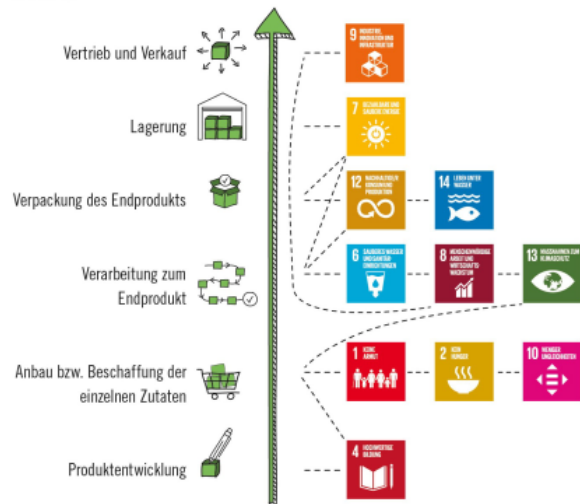 Vertrieb und Verkauf
9 INDUSTRIE,
INNOVATION UND
INFRASTRUKTUR
Lagerung
7 BEZAHLBARE UND
SAUBERE ENERGIE
Verpackung des Endprodukts
12 NACHHALTIGE/R
KONSUM UND
PRODUKTION
14 LEBEN UNTER
WASSER
Verarbeitung zum
Endprodukt
6 SAUBERES WASSER
UND SANITÄR-
EINRICHTUNGEN
8 MENSCHENWÜRDIGE
ARBEIT UND
WIRTSCHAFTS-
WACHSTUM
13 MASSNAHMEN ZUM
KLIMASCHUTZ
Anbau bzw. Beschaffung der
einzelnen Zutaten
1 KEINE
ARMUT
2 KEIN
HUNGER
10 WENIGER
UNGLEICHHEITEN
Produktentwicklung
4 HOCHWERTIGE
BILDUNG